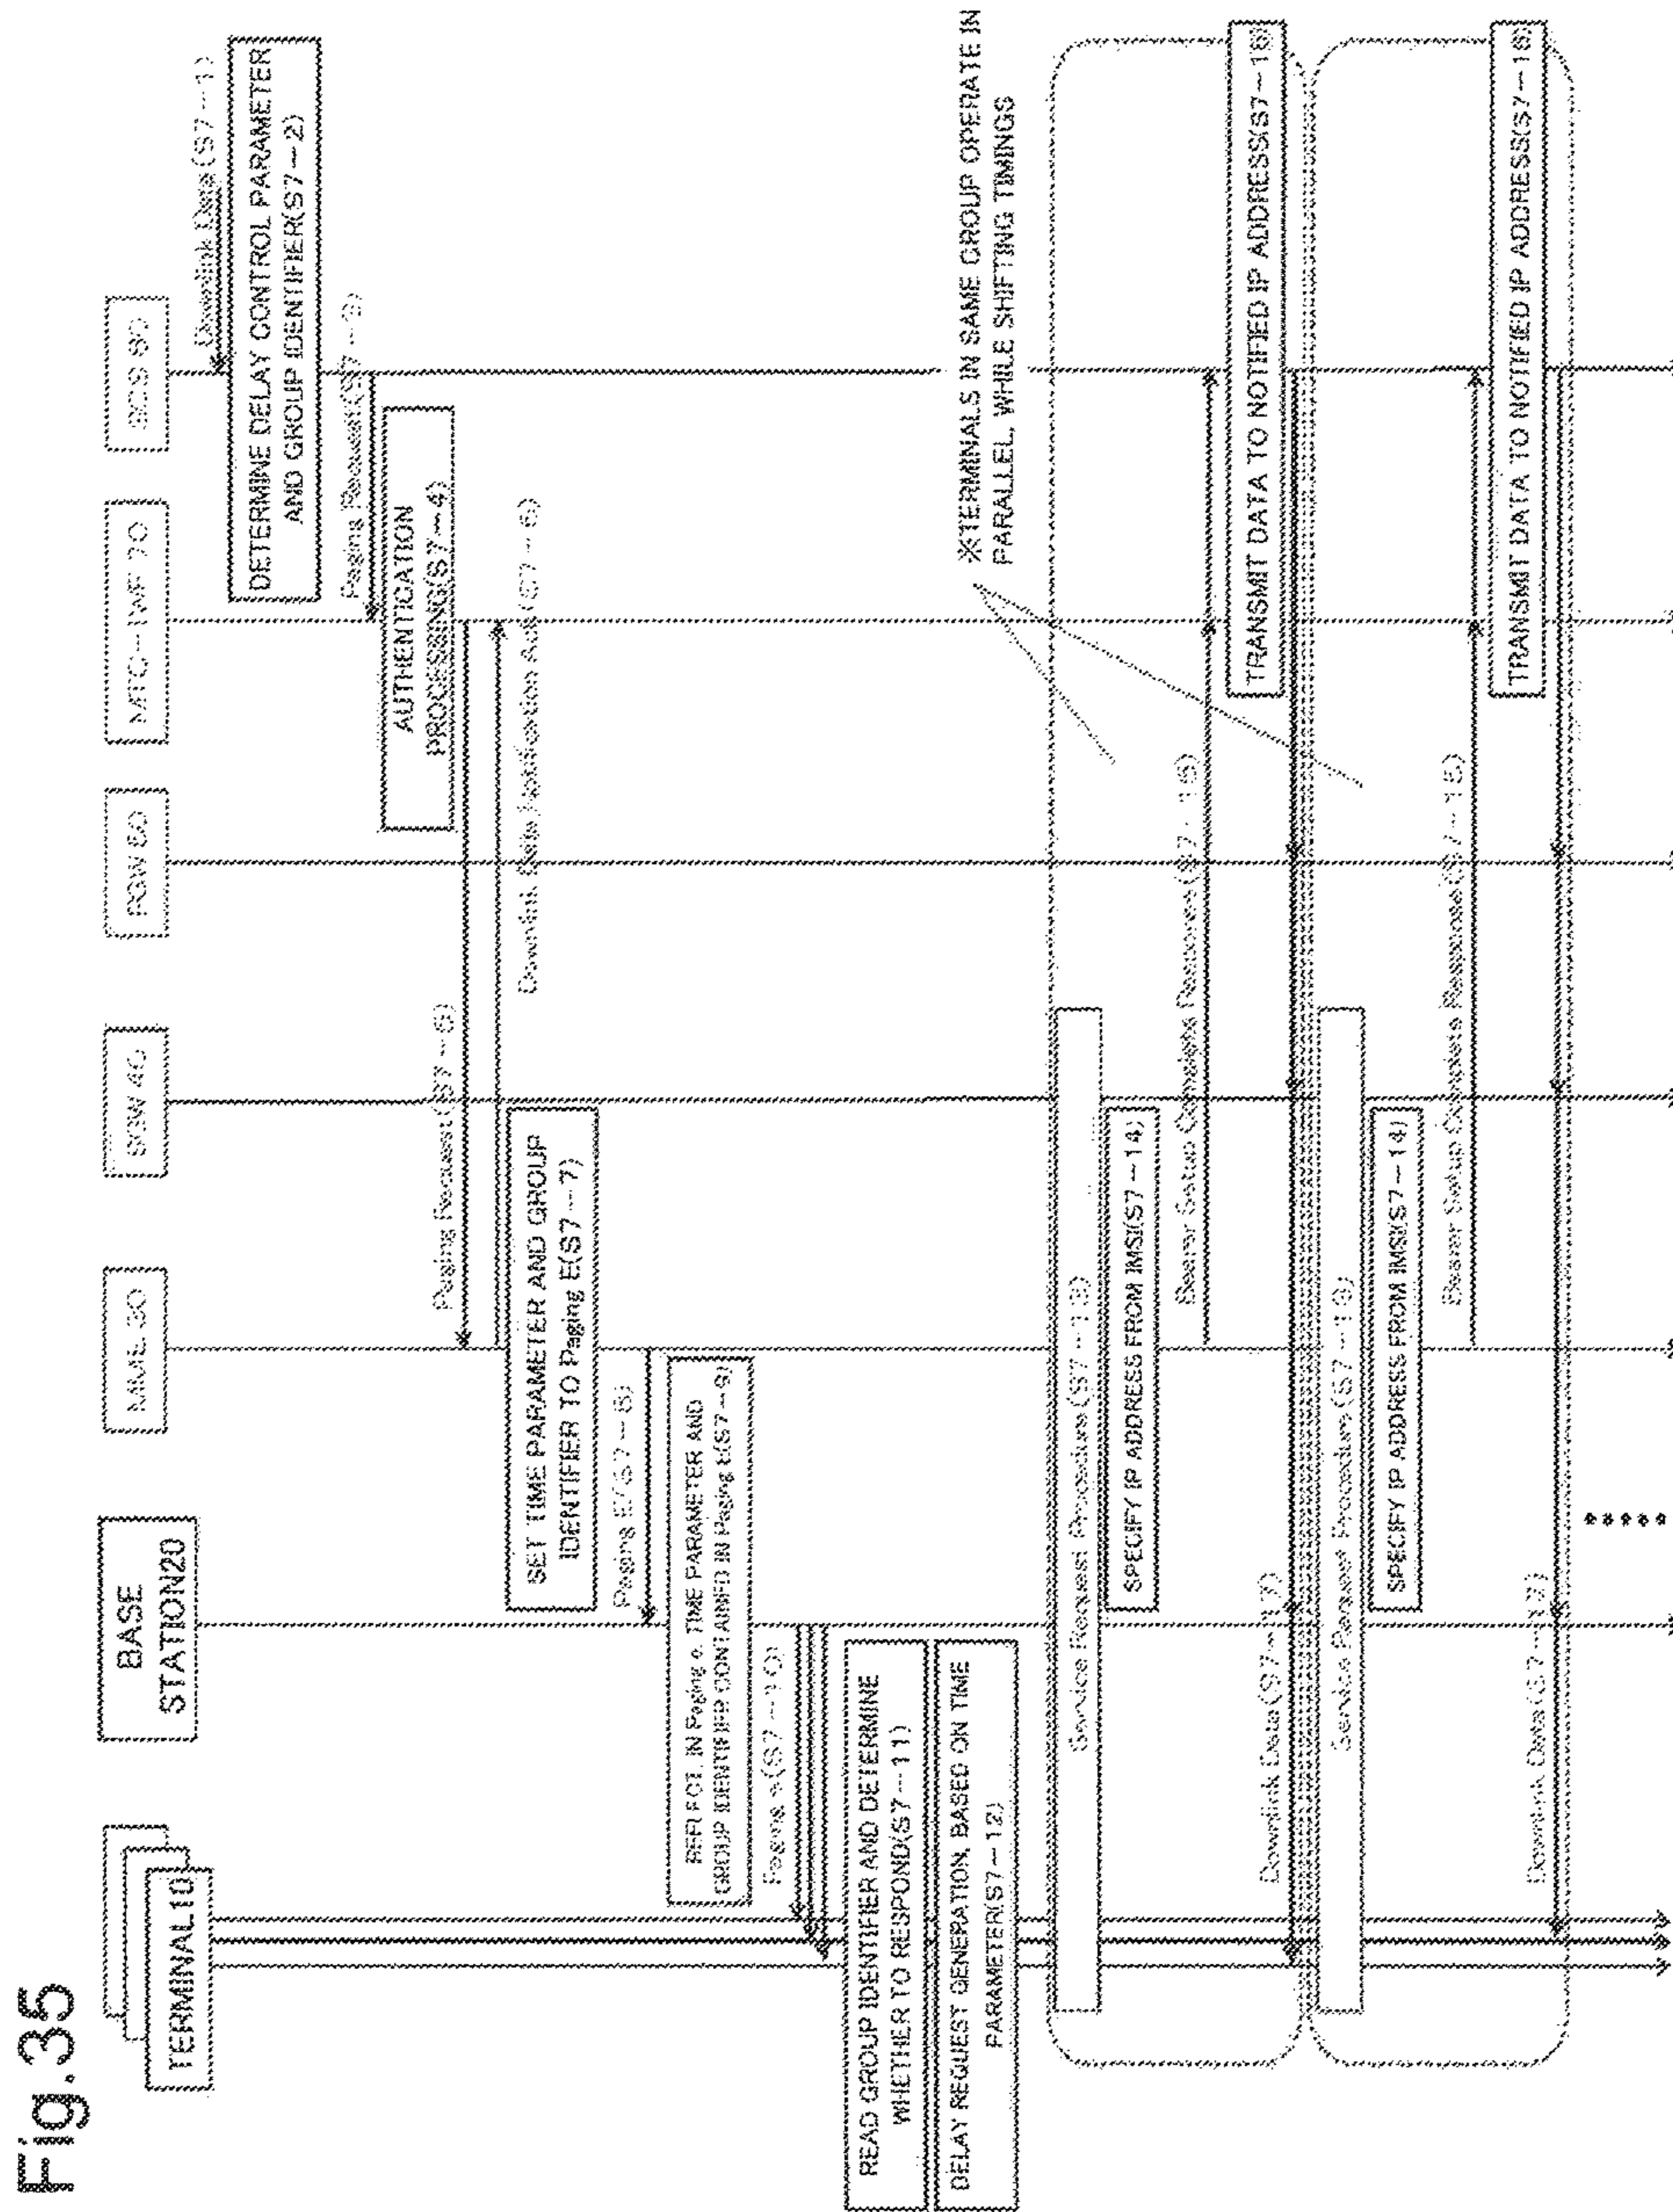 Fig.35
TERMINAL10
BASE
STATION20
MME 30
SGW 40
PGW 60
MTC-IWF 70
SCS 80
Downlink Data(S7-1)
DETERMINE DELAY CONTROL PARAMETER
AND GROUP IDENTIFIER(S7-2)
Paging Request(S7-3)
AUTHENTICATION
PROCESSING(S7-4)
Paging Request(S7-5)
Downlink Data Notification Ack(S7-6)
SET TIME PARAMETER AND GROUP
IDENTIFIER TO Paging E(S7-7)
Paging E(S7-8)
REFLECT, IN Paging e, TIME PARAMETER AND
GROUP IDENTIFIER CONTAINED IN Paging E(S7-9)
Paging e(S7-10)
READ GROUP IDENTIFIER AND DETERMINE
WHETHER TO RESPOND(S7-11)
DELAY REQUEST GENERATION, BASED ON TIME
PARAMETER(S7-12)
※TERMINALS IN SAME GROUP OPERATE IN
PARALLEL, WHILE SHIFTING TIMINGS
Service Request Procedure(S7-13)
SPECIFY IP ADDRESS FROM IMSI(S7-14)
Bearer Setup Complete Response(S7-15)
TRANSMIT DATA TO NOTIFIED IP ADDRESS(S7-16)
Downlink Data(S7-17)
Service Request Procedure(S7-13)
SPECIFY IP ADDRESS FROM IMSI(S7-14)
Bearer Setup Complete Response(S7-15)
TRANSMIT DATA TO NOTIFIED IP ADDRESS(S7-16)
Downlink Data(S7-17)